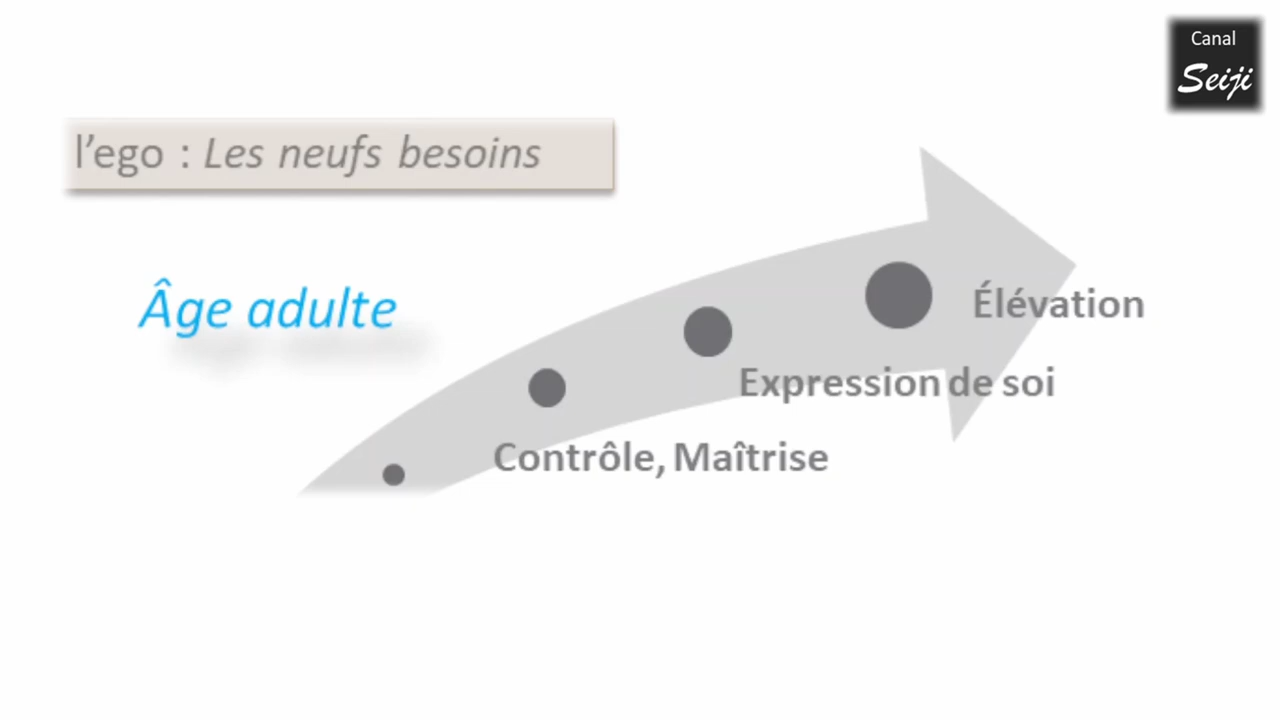 Canal
Seiji
l’ego : Les neufs besoins
Âge adulte
Élévation
Expression de soi
Contrôle, Maîtrise